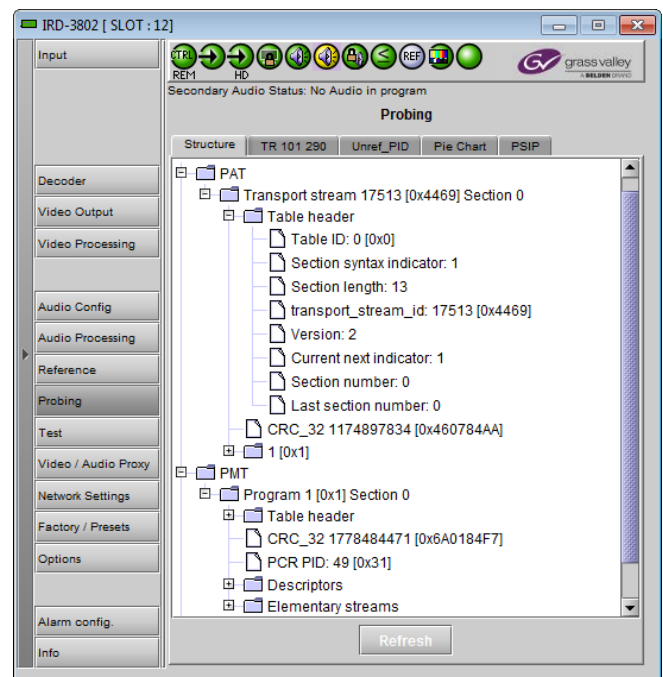 IRD-3802 [ SLOT : 12]
Input
CTRL
REF
grass valley
A BELDEN BRAND
REM
HD
Secondary Audio Status: No Audio in program
Probing
Structure
TR 101 290
Unref_PID
Pie Chart
PSIP
Decoder
Video Output
Video Processing
Audio Config
Audio Processing
Reference
Probing
Test
Video / Audio Proxy
Network Settings
Factory / Presets
Options
Alarm config.
Info
PAT
Transport stream 17513 [0x4469] Section 0
Table header
Table ID: 0 [0x0]
Section syntax indicator: 1
Section length: 13
transport_stream_id: 17513 [0x4469]
Version: 2
Current next indicator: 1
Section number: 0
Last section number: 0
CRC_32 1174897834 [0x460784AA]
1 [0x1]
PMT
Program 1 [0x1] Section 0
Table header
CRC_32 1778484471 [0x6A0184F7]
PCR PID: 49 [0x31]
Descriptors
Elementary streams
Refresh